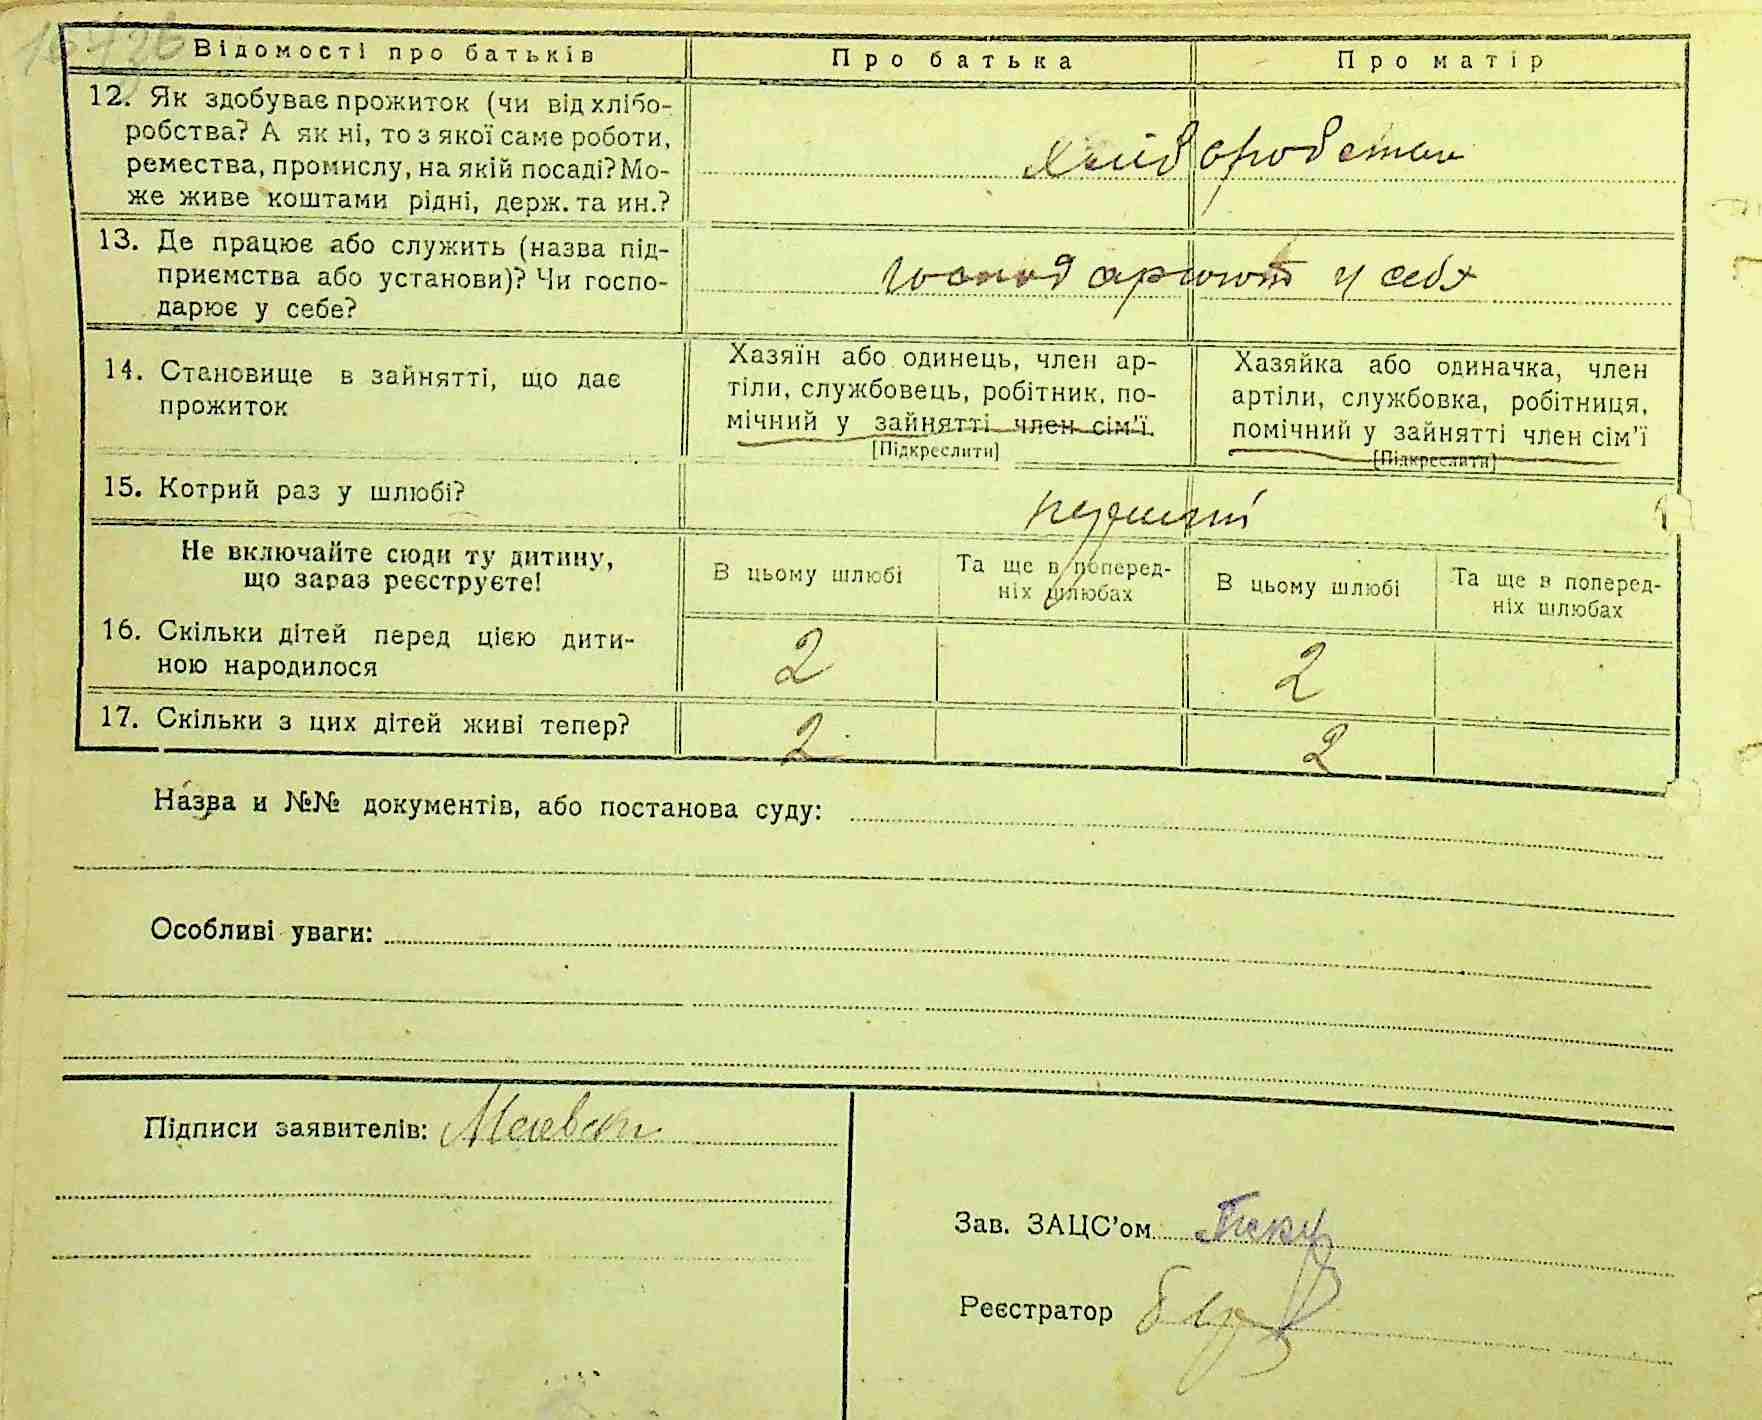 Відомості про батьків Про батька Про матір
12. Як здобуває прожиток (чи від хлібо-
робства? А як ні, то з якої саме роботи,
ремества, промислу, на якій посаді? Мо-
же живе коштами рідні, держ. та ин.?
хлібороб ством
13. Де працює або служить (назва під-
приємства або установи)? Чи госпо-
дарює у себе?
господарюют у себя
14. Становище в зайнятті, що дає
прожиток
Хазяїн або одинець, член ар-
тіли, службовець, робітник, по-
мічний у зайнятті член сім'ї.
[Підкреслити]
Хазяйка або одиначка, член
артіли, службовка, робітниця,
помічний у зайнятті член сім'ї
[Підкреслити]
15. Котрий раз у шлюбі?
Не включайте сюди ту дитину,
що зараз реєструєте!
В цьому шлюбі
Та ще в поперед-
ніх шлюбах
В цьому шлюбі
Та ще в поперед-
ніх шлюбах
16. Скільки дітей перед цією дити-
ною народилося
2 2
17. Скільки з цих дітей живі тепер?
2 2
Назва и №№ документів, або постанова суду:
Особливі уваги:
Підписи заявителів:
Зав. ЗАЦС'ом
Реєстратор